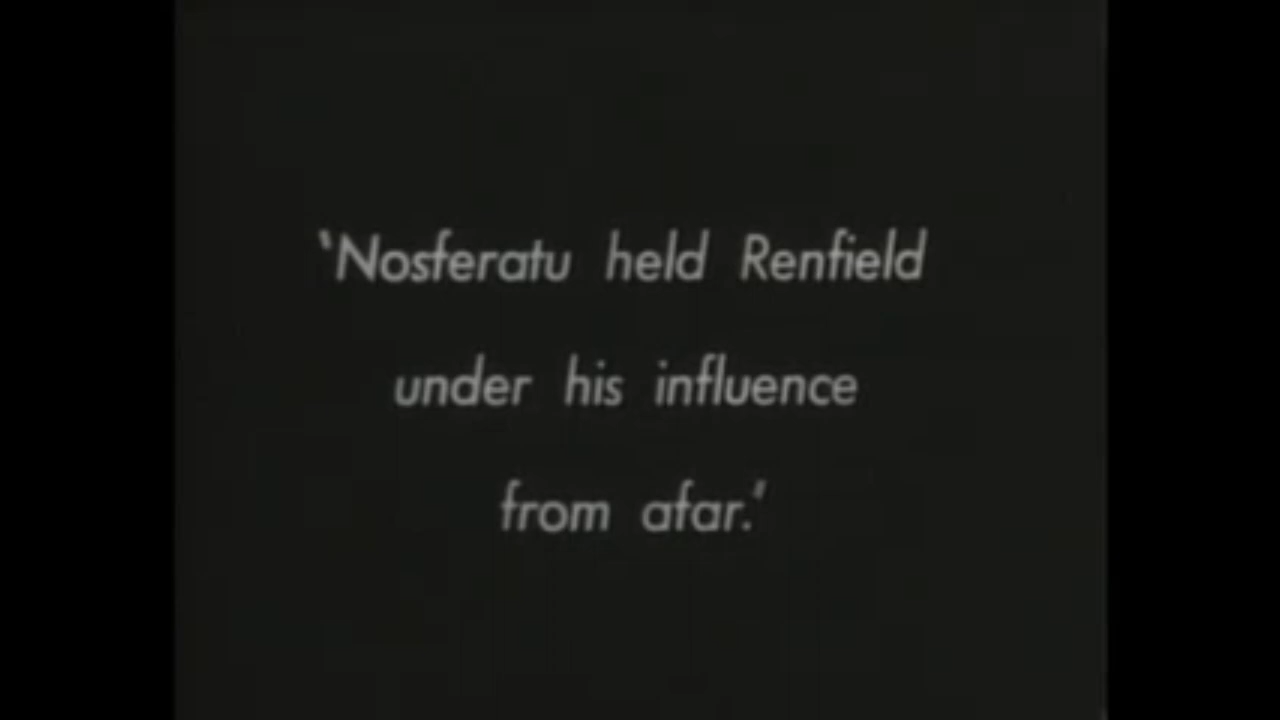 ‛Nosferatu held Renfield
under his influence
from afar.'